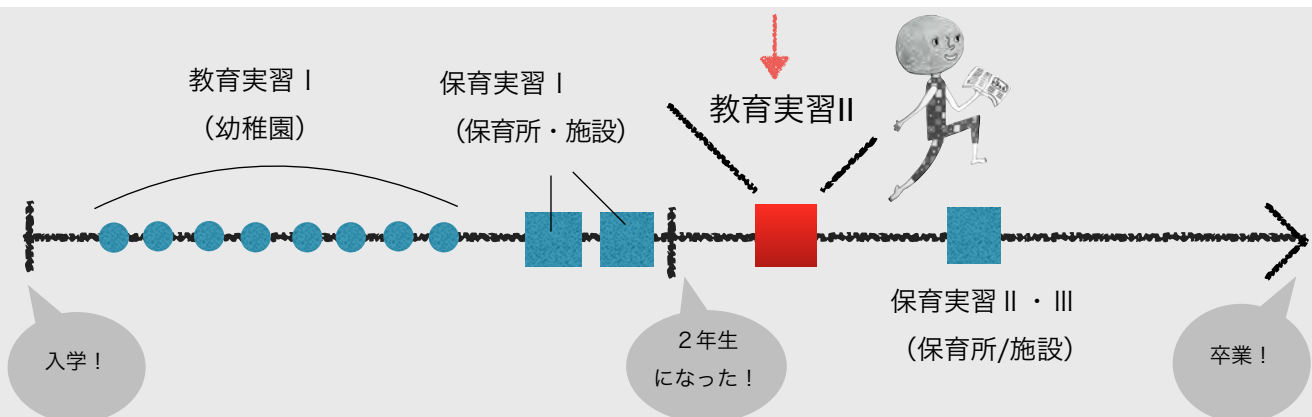 教育実習Ⅰ
（幼稚園）
保育実習Ⅰ
（保育所・施設）
教育実習II
保育実習Ⅱ・Ⅲ
（保育所/施設）
入学！
２年生
になった！
卒業！